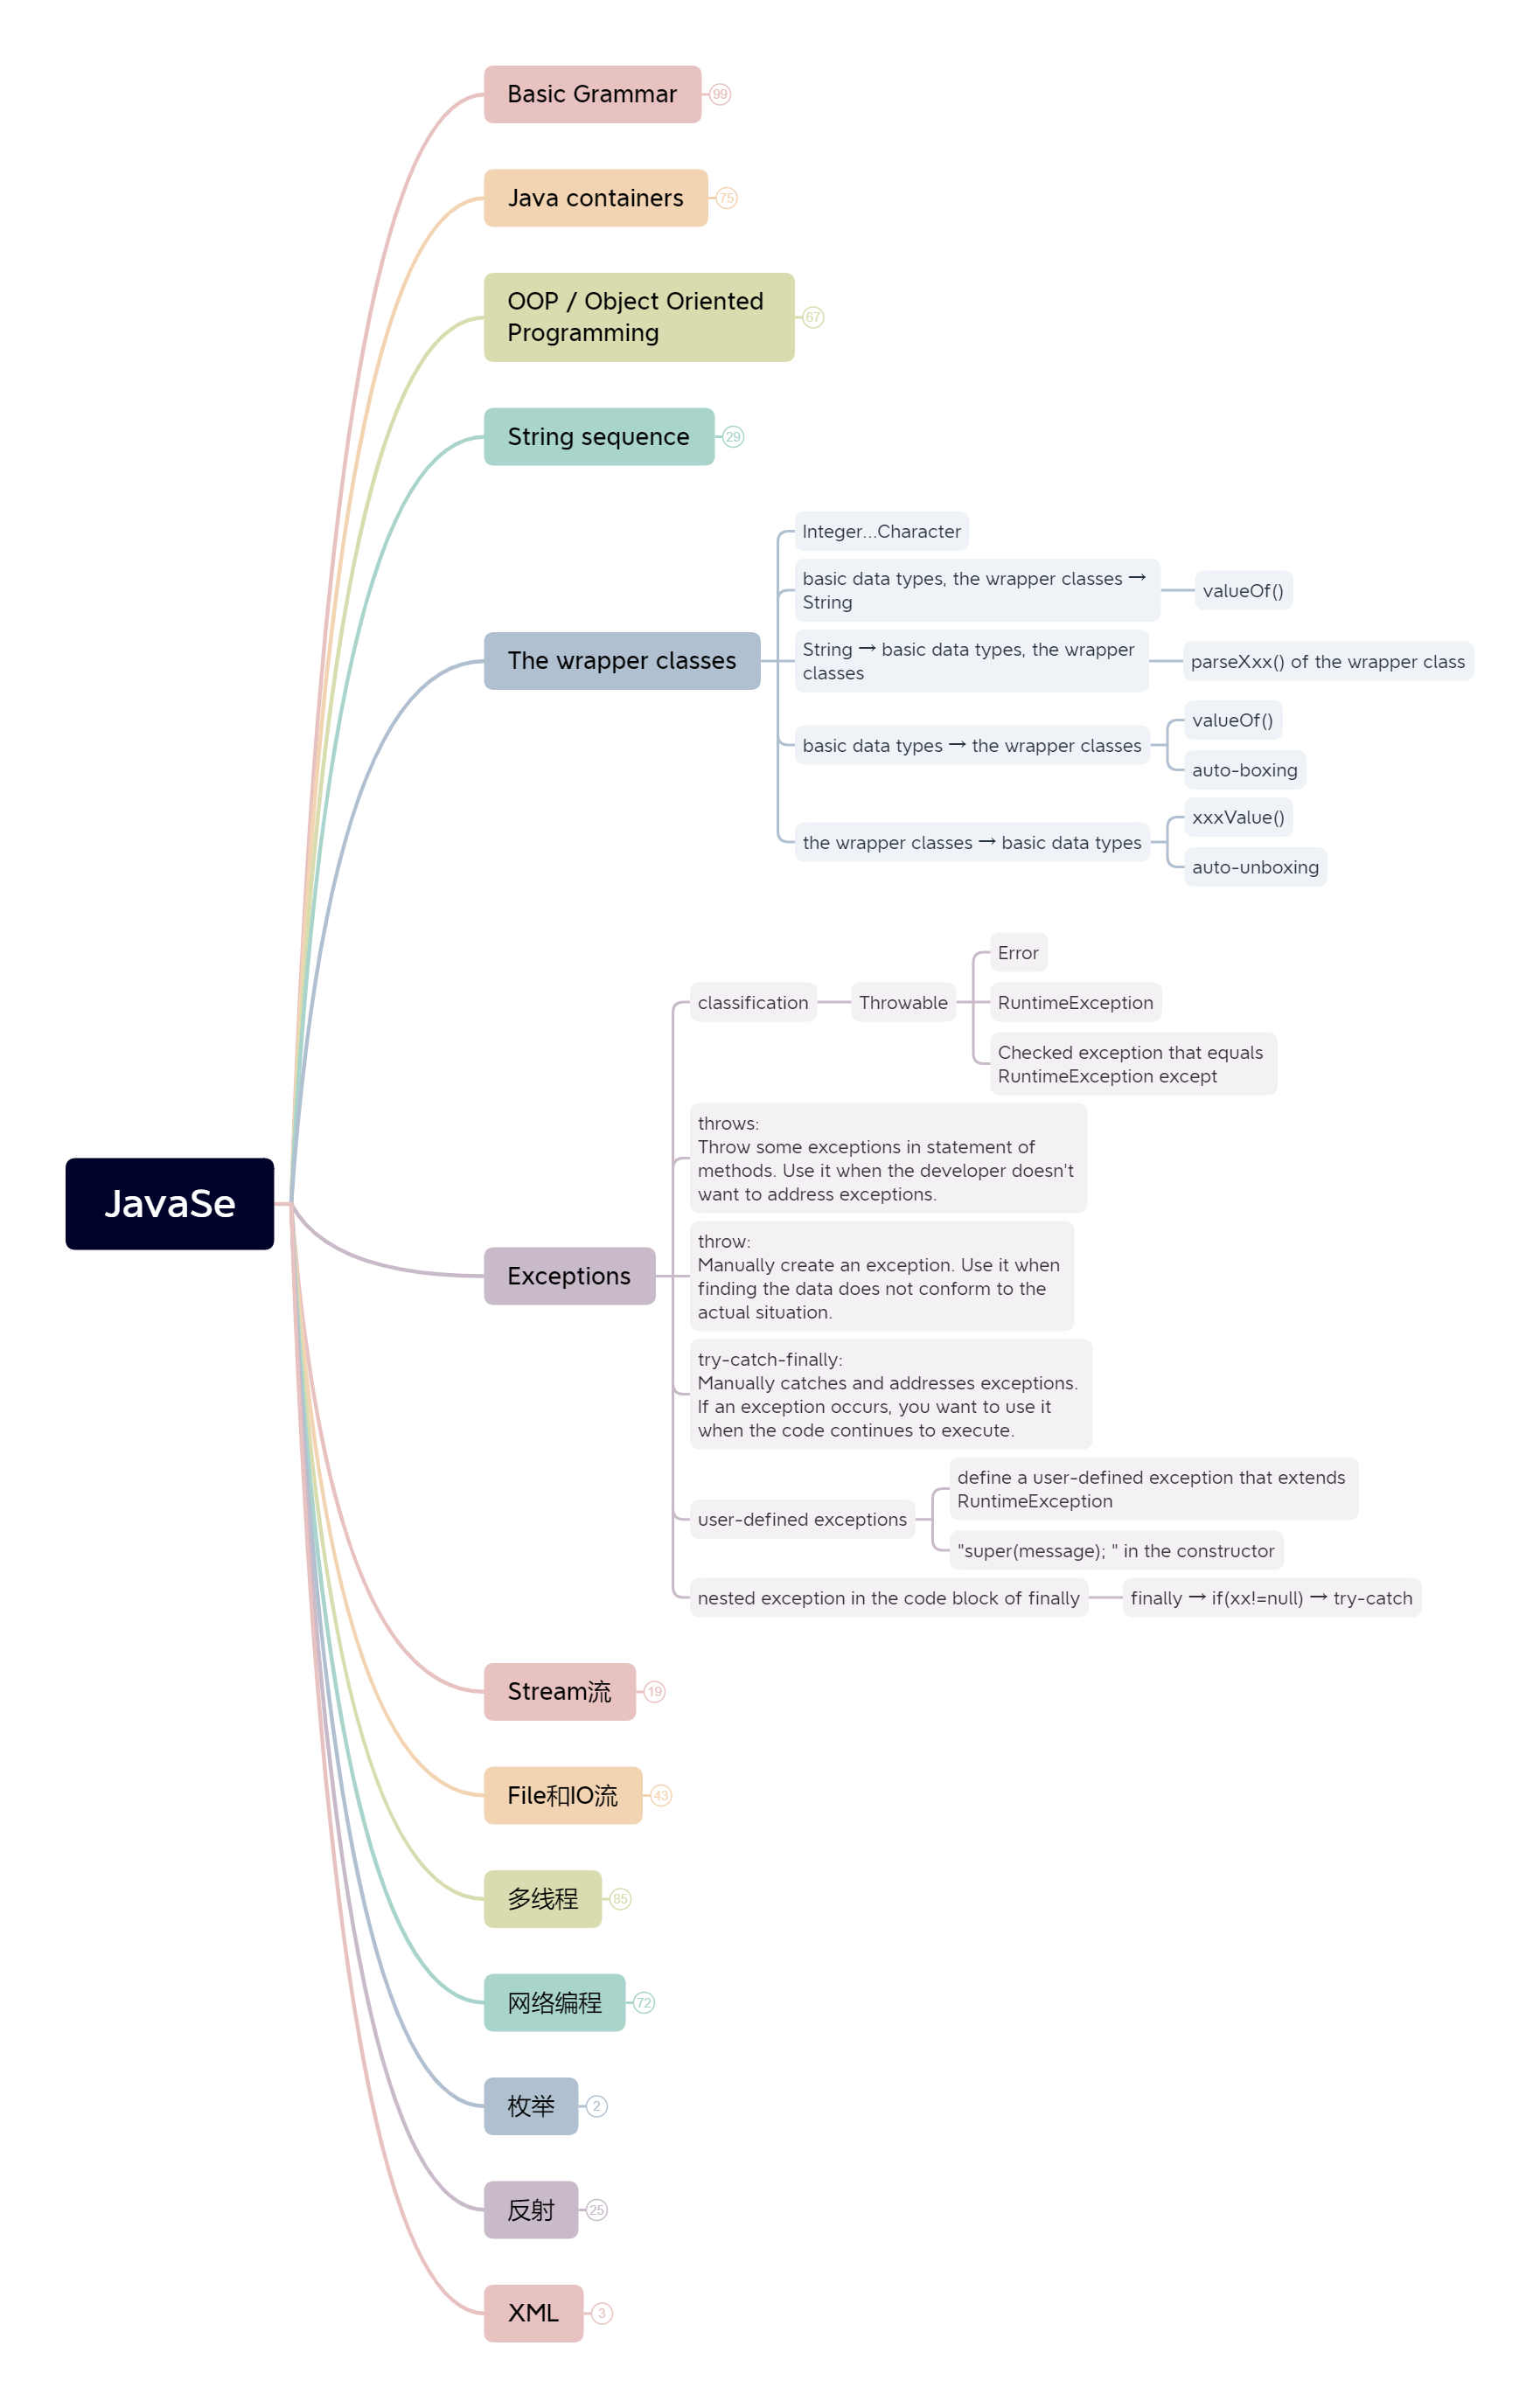 Basic Grammar
99
Java containers
75
OOP / Object Oriented
Programming
67
String sequence
29
The wrapper classes
Integer...Character
basic data types, the wrapper classes →
String
valueOf()
String → basic data types, the wrapper
classes
parseXxx() of the wrapper class
basic data types → the wrapper classes
valueOf()
auto-boxing
the wrapper classes → basic data types
xxxValue()
auto-unboxing
JavaSe
Exceptions
classification
Throwable
Error
RuntimeException
Checked exception that equals
RuntimeException except
throws:
Throw some exceptions in statement of
methods. Use it when the developer doesn't
want to address exceptions.
throw:
Manually create an exception. Use it when
finding the data does not conform to the
actual situation.
try-catch-finally:
Manually catches and addresses exceptions.
If an exception occurs, you want to use it
when the code continues to execute.
user-defined exceptions
define a user-defined exception that extends
RuntimeException
"super(message); " in the constructor
nested exception in the code block of finally
finally → if(xx!=null) → try-catch
Stream流
19
File和IO流
43
多线程
85
网络编程
72
枚举
2
反射
25
XML
3